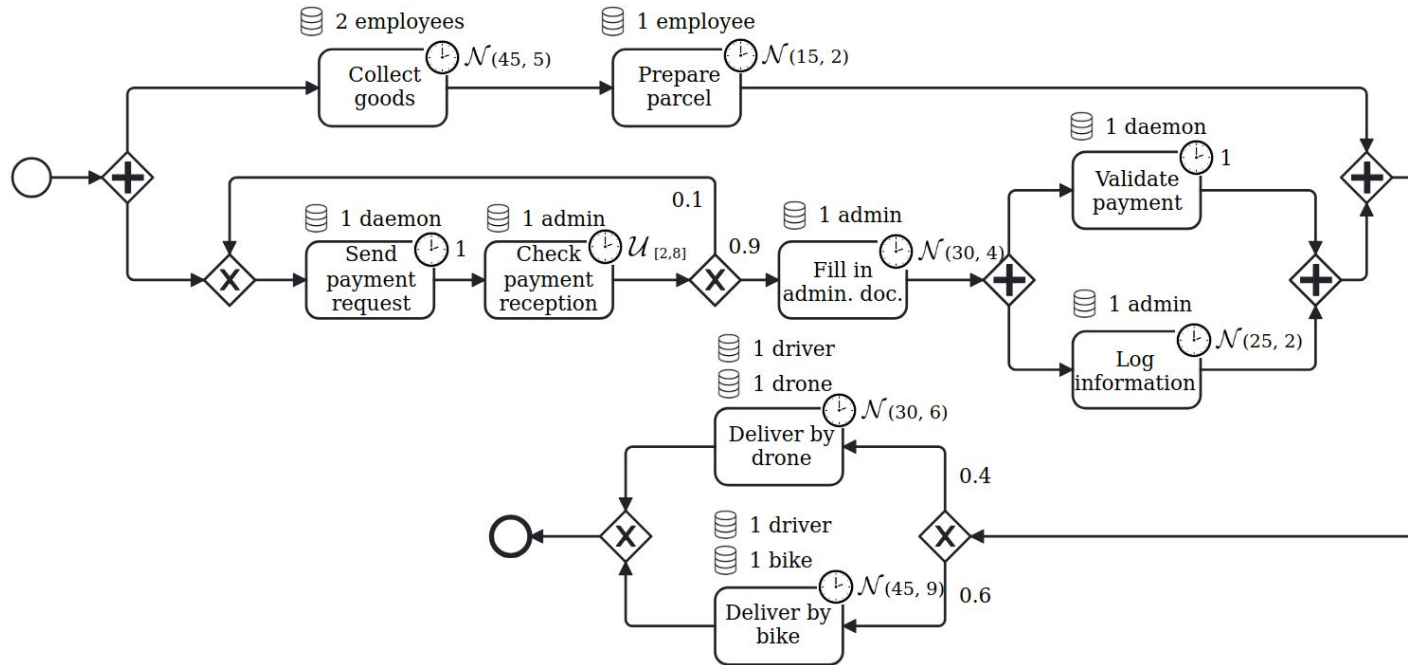 2 employees
1 employee
Collect
goods
𝒩(45, 5)
Prepare
parcel
𝒩(15, 2)
1 daemon
Validate
payment
1
0.1
1 daemon
Send
payment
request
1
1 admin
Check
payment
reception
𝒰 [2,8]
X
X
0.9
1 admin
Fill in
admin. doc.
𝒩(30, 4)
1 admin
Log
information
𝒩(25, 2)
1 driver
1 drone
Deliver by
drone
𝒩(30, 6)
0.4
X
X
1 driver
1 bike
Deliver by
bike
𝒩(45, 9)
0.6